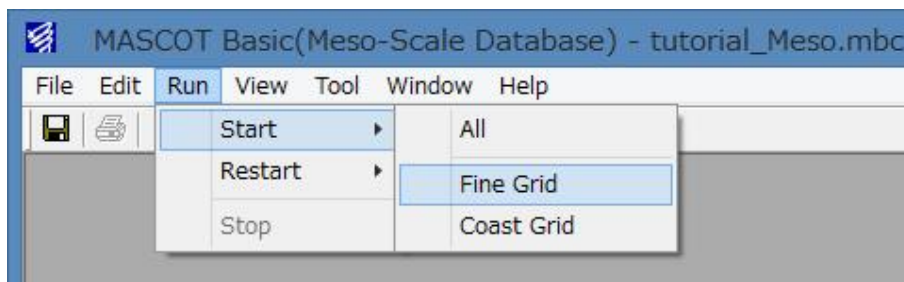 MASCOT Basic(Meso-Scale Database) - tutorial_Meso.mbc
File Edit Run View Tool Window Help
Start All
Restart Fine Grid
Stop Coast Grid